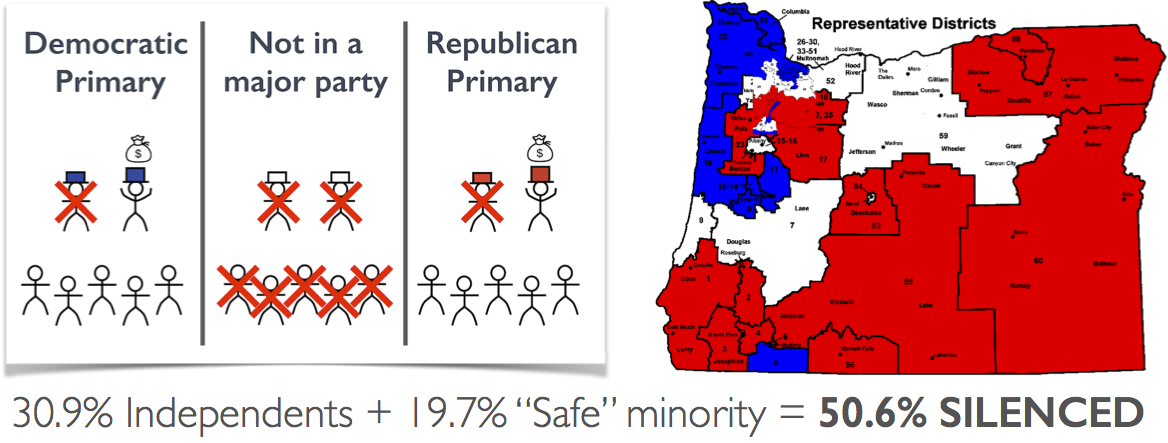 Democratic
Primary
Not in a
major party
Republican
Primary
$
$
Representative Districts
Columbia
31
32
26-30,
33-51
Multnomah
Hood River
Hood
River
52
The
Dalles
Moro
Gilliam
Sherman
Condon
Wasco
Fossil
59
Wheeler
Grant
Jefferson
Madras
Canyon City
58
Morrow
Heppner
Umatilla
57
La Grande
Union
Wallowa
Enterprise
Baker City
Baker
Vale
Polk
Dallas
2, 25
15-16
Linn
17
23
Benton
10
11
13-14
8
9
Lane
7
Douglas
Roseburg
54
Bend
Deschutes
53
Prineville
Crook
Burns
60
Harney
Malheur
55
Lake
Klamath
Lakeview
Klamath Falls
56
Coquille
Coos
1
2
Jackson
Gold Beach
Curry
Grants Pass
3
Josephine
4
6
Medford
5
30.9% Independents + 19.7% “Safe” minority = 50.6% SILENCED